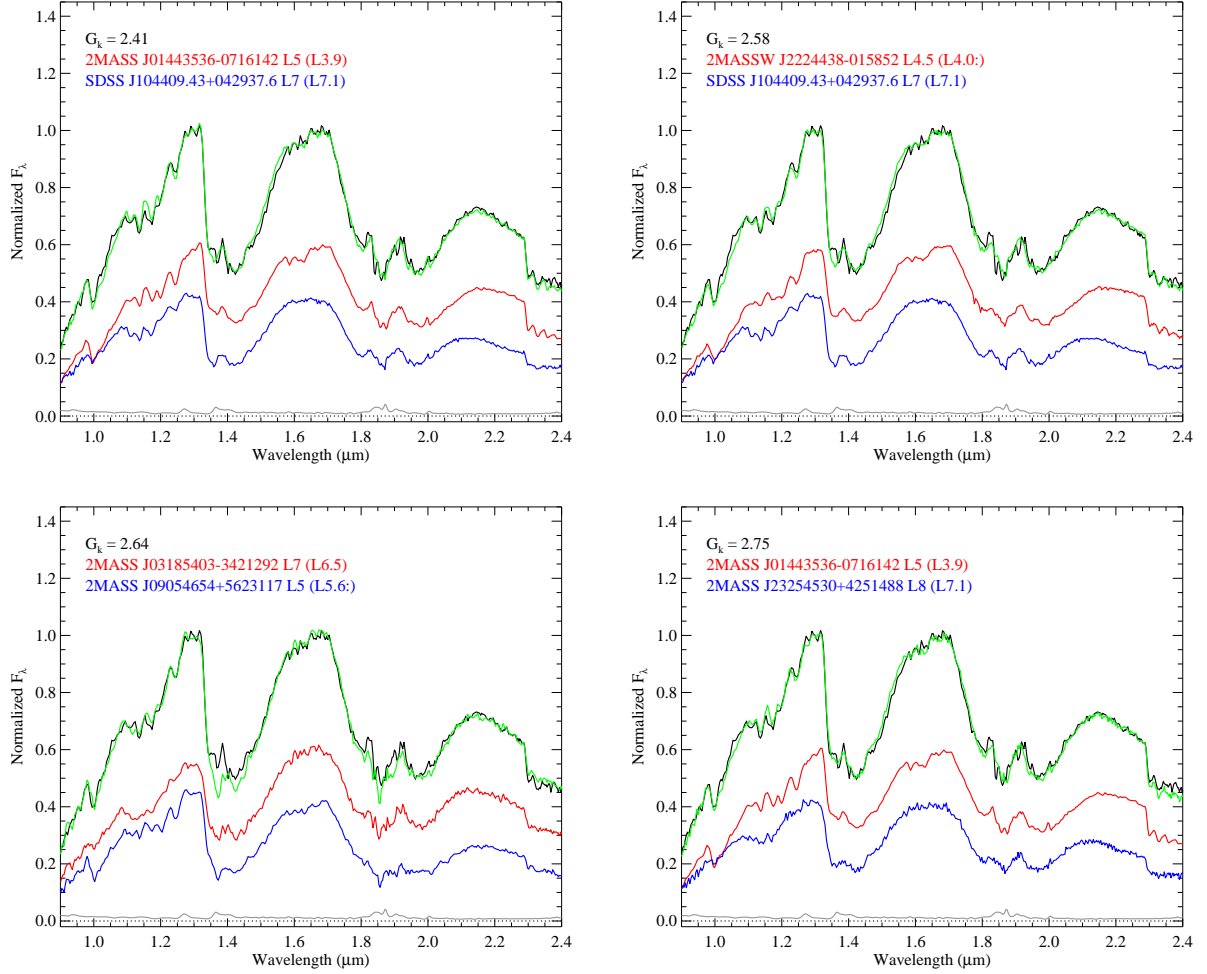 G_k = 2.41
2MASS J01443536-0716142 L5 (L3.9)
SDSS J104409.43+042937.6 L7 (L7.1)
Normalized F_λ
1.4
1.2
1.0
0.8
0.6
0.4
0.2
0.0
1.0 1.2 1.4 1.6 1.8 2.0 2.2 2.4
Wavelength (μm)
G_k = 2.58
2MASSW J2224438-015852 L4.5 (L4.0:)
SDSS J104409.43+042937.6 L7 (L7.1)
Normalized F_λ
1.4
1.2
1.0
0.8
0.6
0.4
0.2
0.0
1.0 1.2 1.4 1.6 1.8 2.0 2.2 2.4
Wavelength (μm)
G_k = 2.64
2MASS J03185403-3421292 L7 (L6.5)
2MASS J09054654+5623117 L5 (L5.6:)
Normalized F_λ
1.4
1.2
1.0
0.8
0.6
0.4
0.2
0.0
1.0 1.2 1.4 1.6 1.8 2.0 2.2 2.4
Wavelength (μm)
G_k = 2.75
2MASS J01443536-0716142 L5 (L3.9)
2MASS J23254530+4251488 L8 (L7.1)
Normalized F_λ
1.4
1.2
1.0
0.8
0.6
0.4
0.2
0.0
1.0 1.2 1.4 1.6 1.8 2.0 2.2 2.4
Wavelength (μm)